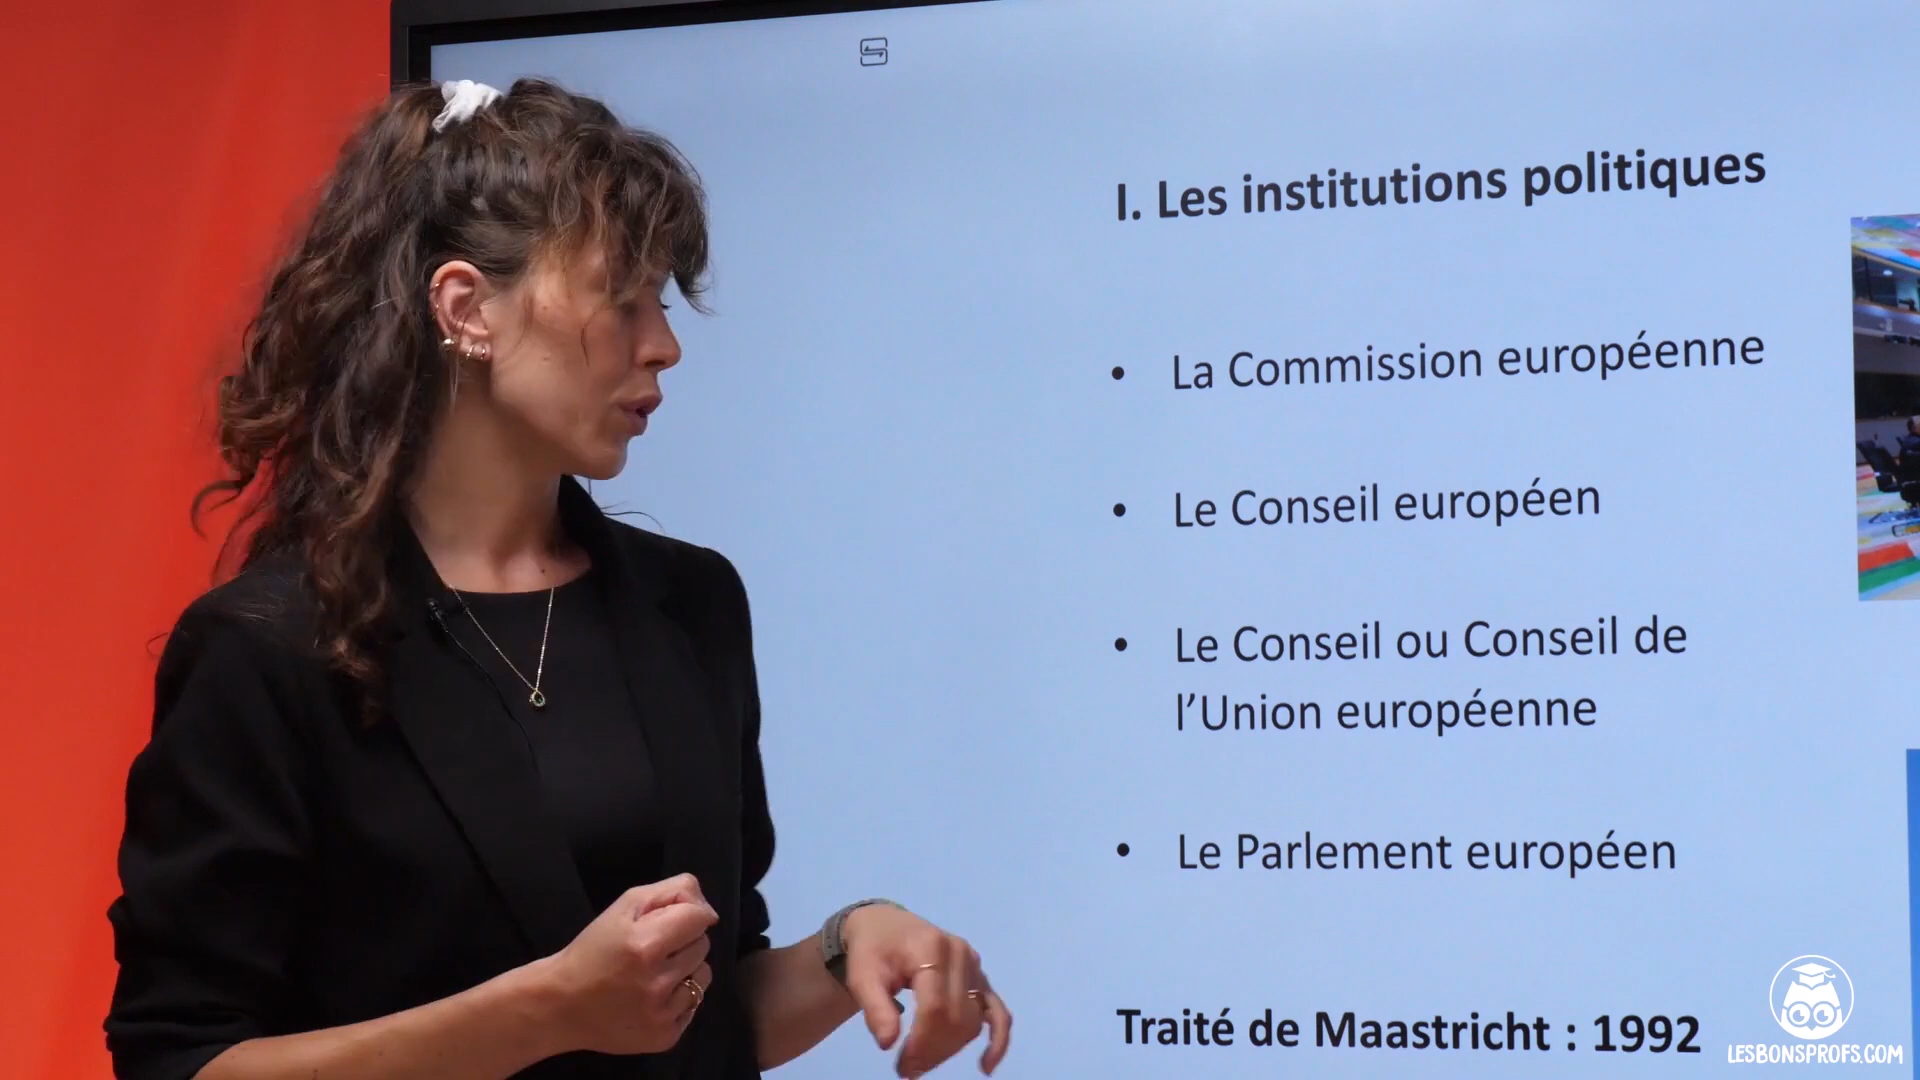 I. Les institutions politiques
• La Commission européenne
• Le Conseil européen
• Le Conseil ou Conseil de
l’Union européenne
• Le Parlement européen
Traité de Maastricht : 1992
LESBONSPROFS.COM